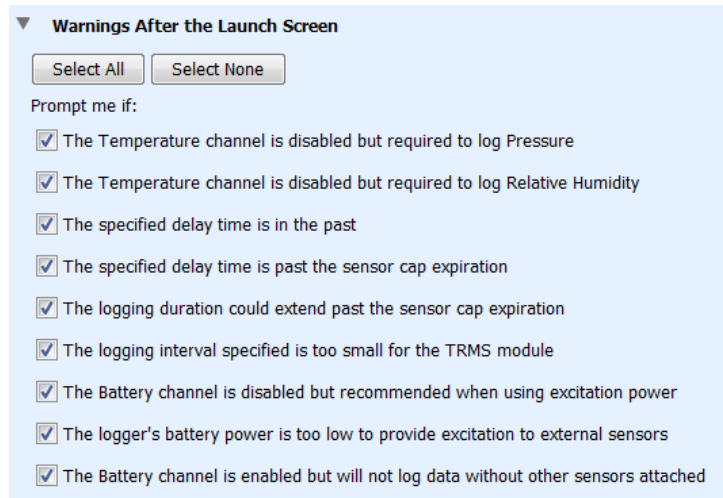 Warnings After the Launch Screen
Select All Select None
Prompt me if:
The Temperature channel is disabled but required to log Pressure
The Temperature channel is disabled but required to log Relative Humidity
The specified delay time is in the past
The specified delay time is past the sensor cap expiration
The logging duration could extend past the sensor cap expiration
The logging interval specified is too small for the TRMS module
The Battery channel is disabled but recommended when using excitation power
The logger's battery power is too low to provide excitation to external sensors
The Battery channel is enabled but will not log data without other sensors attached